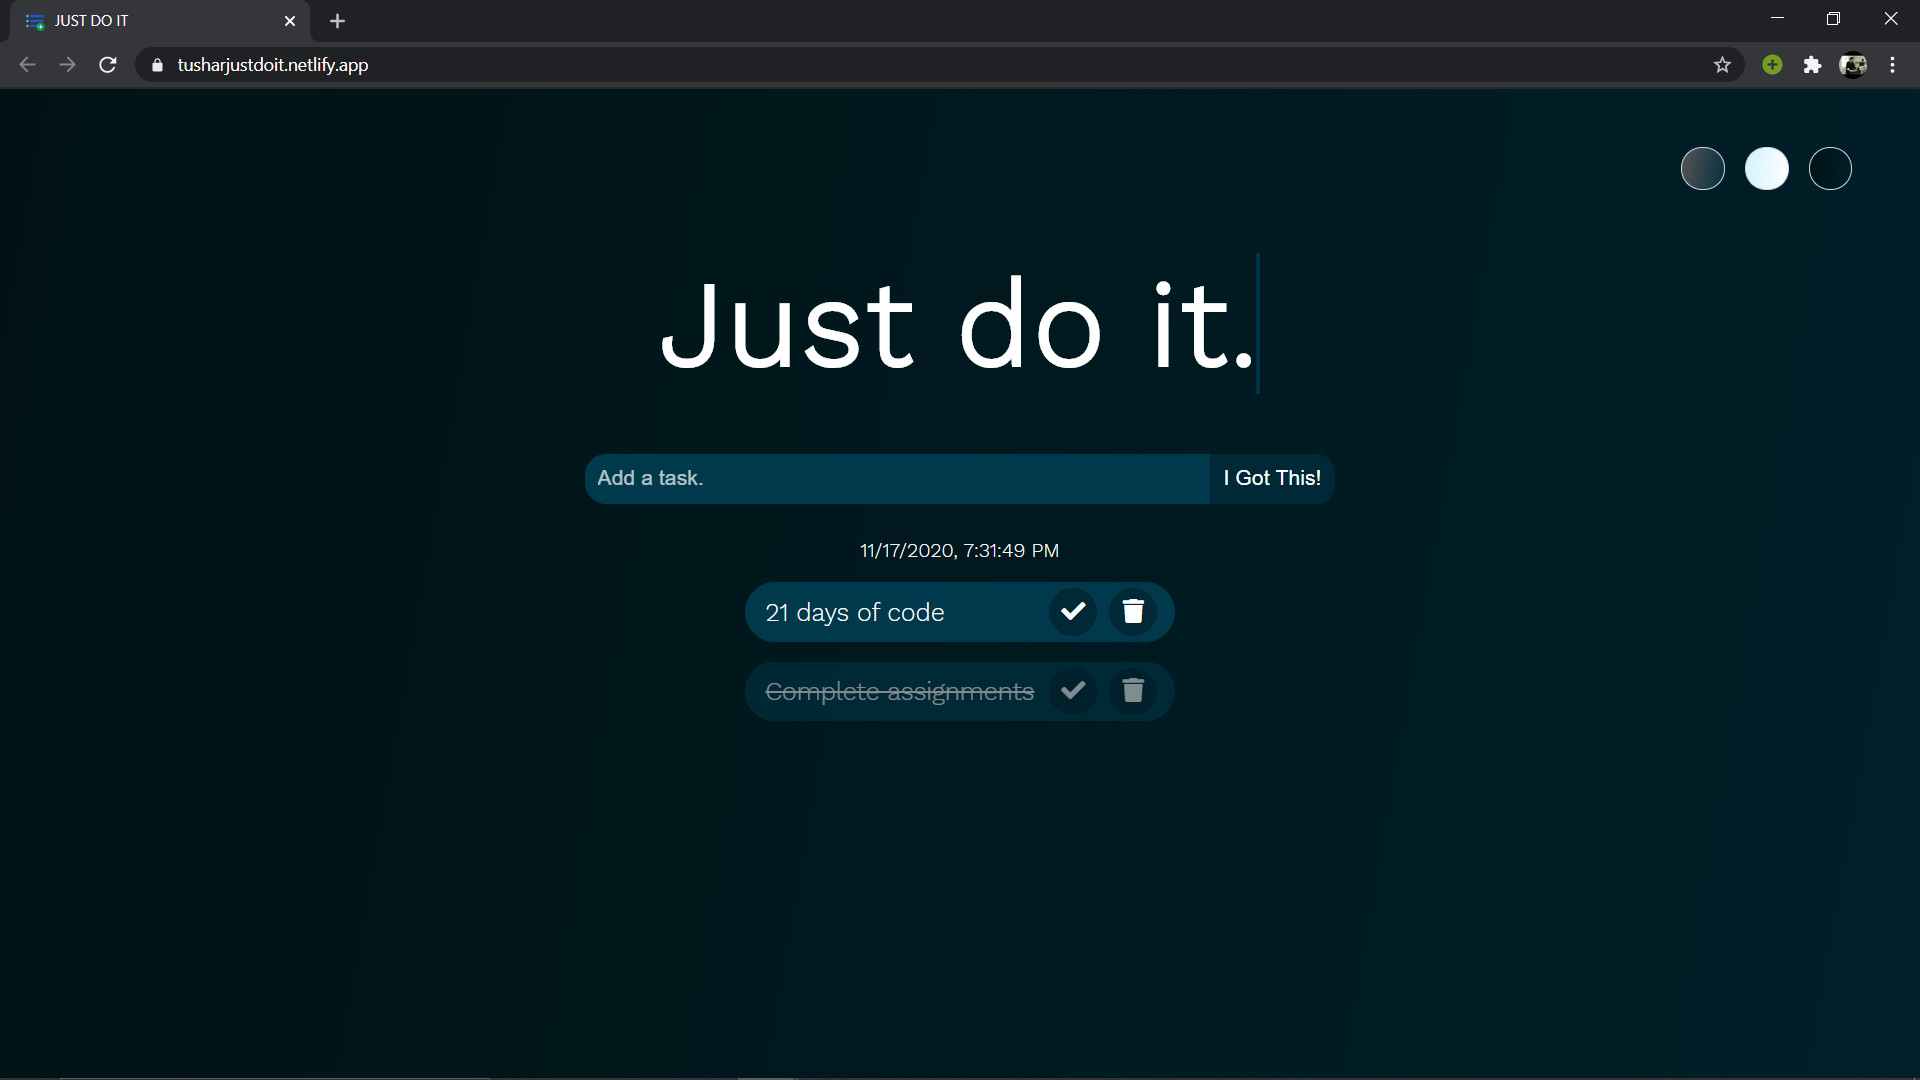 JUST DO IT
tusharjustdoit.netlify.app
Just do it.
Add a task.
I Got This!
11/17/2020, 7:31:49 PM
21 days of code
Complete assignments